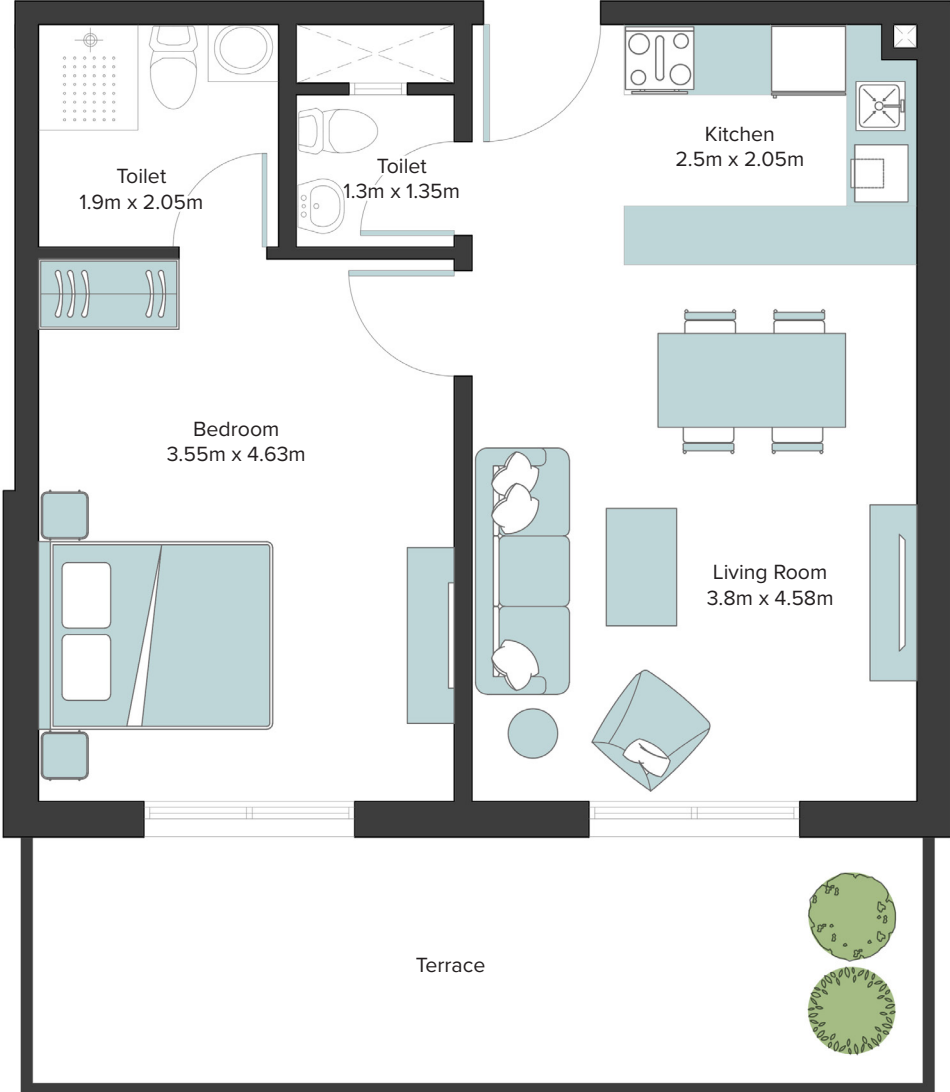 Toilet
1.9m x 2.05m
Toilet
1.3m x 1.35m
Kitchen
2.5m x 2.05m
Bedroom
3.55m x 4.63m
Living Room
3.8m x 4.58m
Terrace